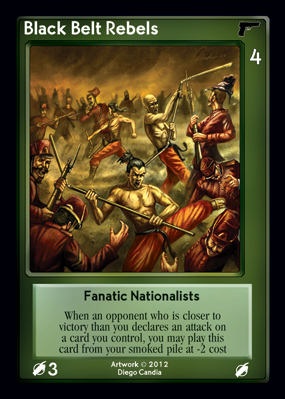 Black Belt Rebels
4
Fanatic Nationalists
When an opponent who is closer to
victory than you declares an attack on
a card you control, you may play this
card from your smoked pile at -2 cost
3
Artwork © 2012
Diego Candia